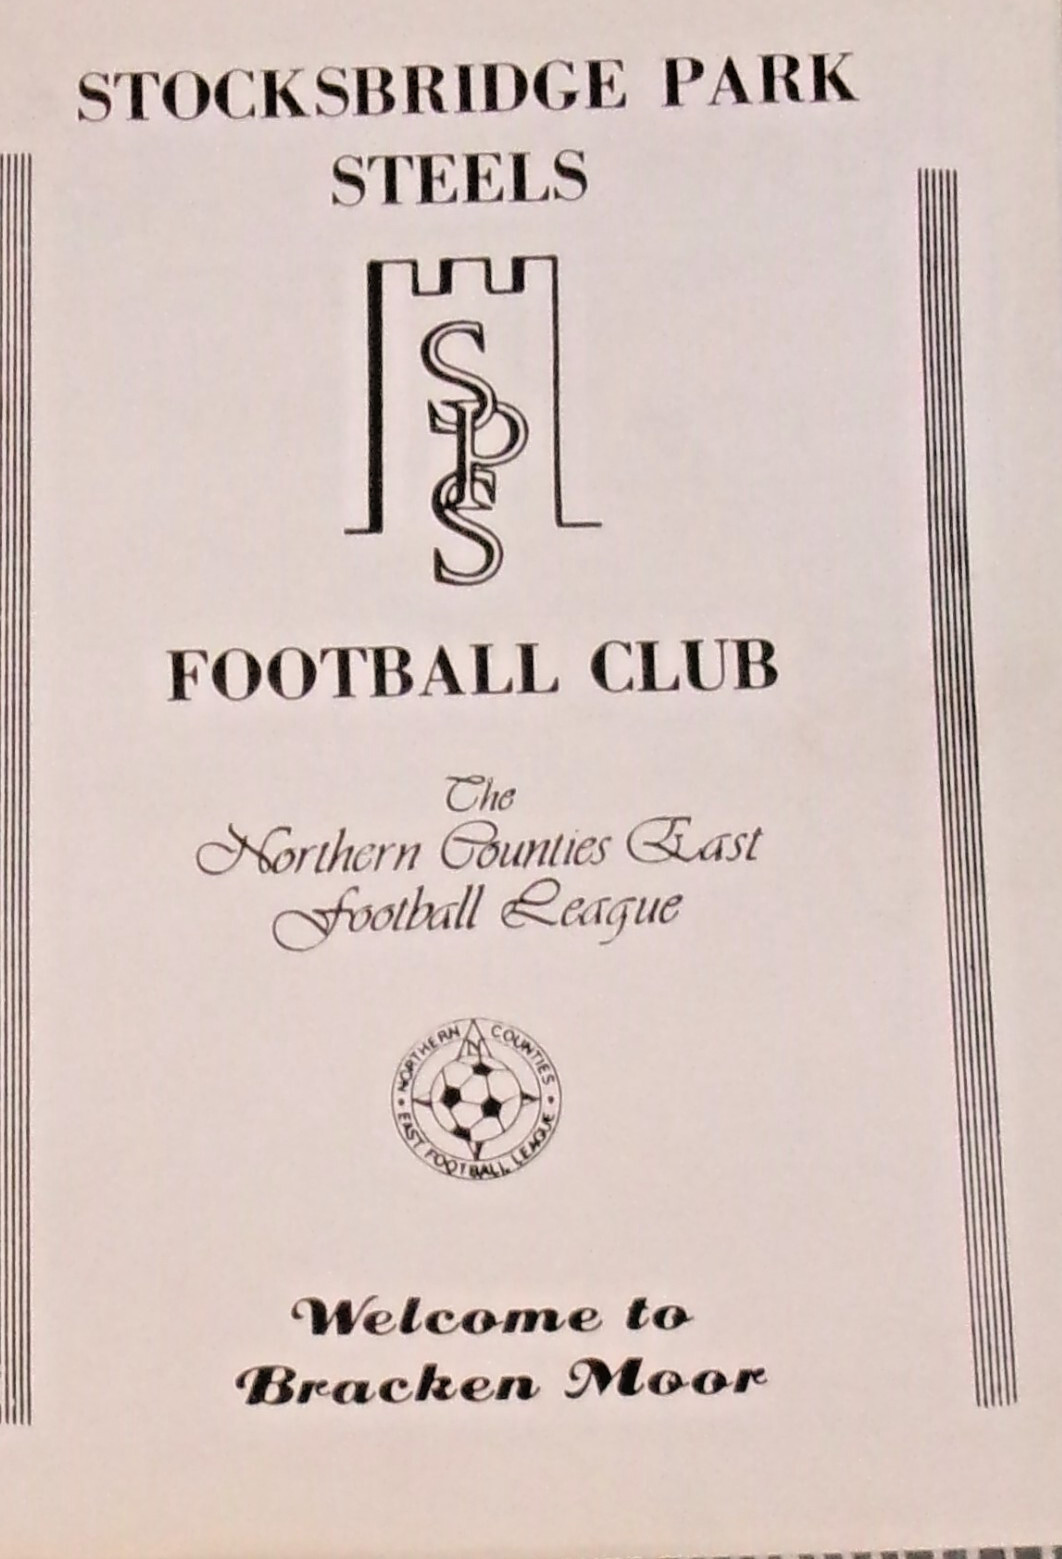 STOCKSBRIDGE PARK
STEELS
SPSS
FOOTBALL CLUB
The
Northern Counties East
Football League
NORTHERN COUNTIES
N
EAST FOOTBALL LEAGUE
Welcome to
Bracken Moor